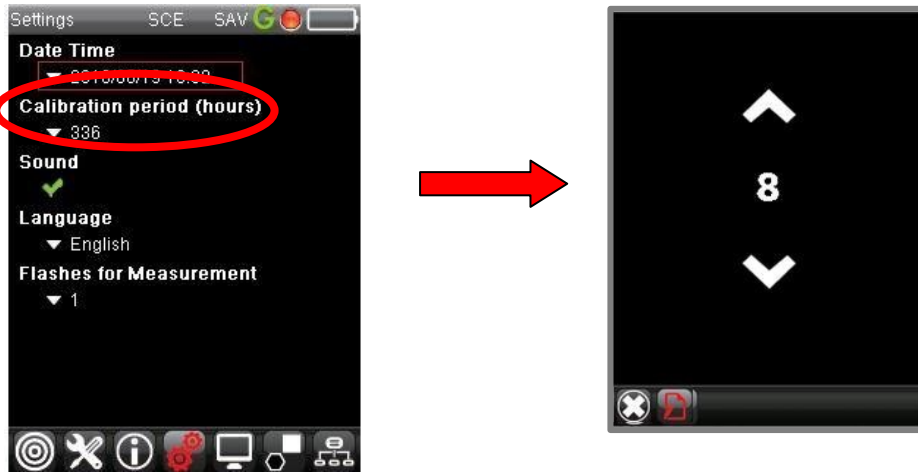 Settings SCE SAV G
Date Time
Calibration period (hours)
336
Sound
Language
English
Flashes for Measurement
1
8